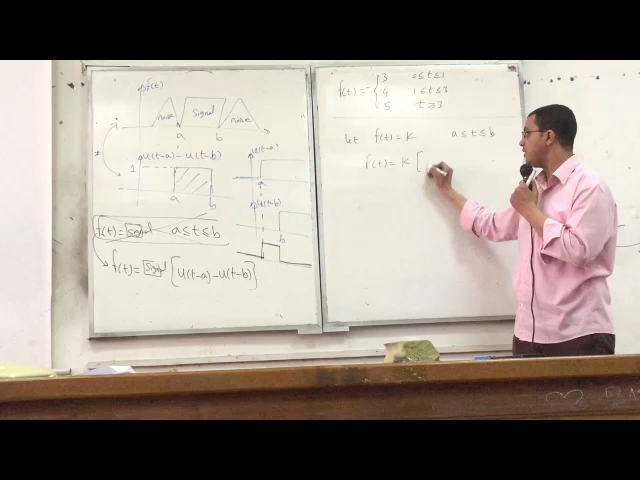 f(t)
noise Signal noise
a b
u(t-a) - u(t-b)
1
a b
f(t) = signal a ≤ t ≤ b
f(t) = signal [u(t-a) - u(t-b)]
u(t-a)
u(t-b)
b
f(t) = { 3 0 ≤ t ≤ 1
4 1 ≤ t ≤ 3
5 t ≥ 3
let f(t) = K a ≤ t ≤ b
f(t) = K [